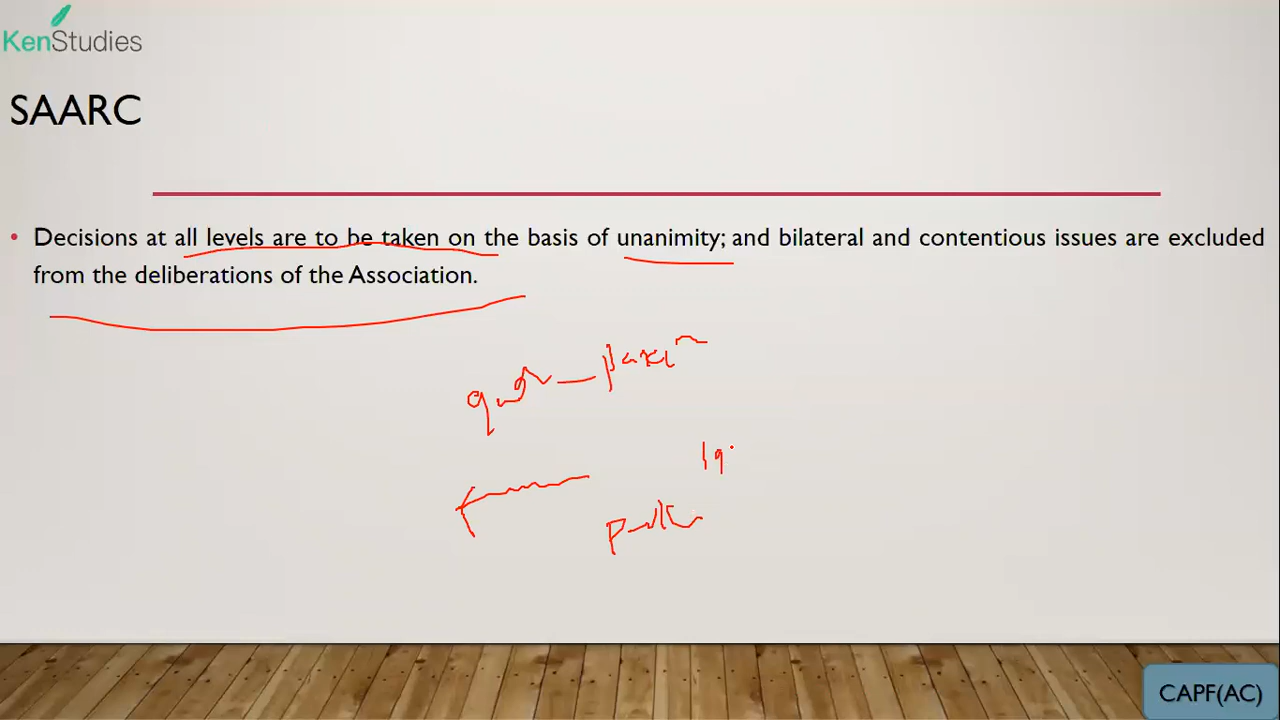 KenStudies
SAARC
• Decisions at all levels are to be taken on the basis of unanimity; and bilateral and contentious issues are excluded
from the deliberations of the Association.
CAPF(AC)